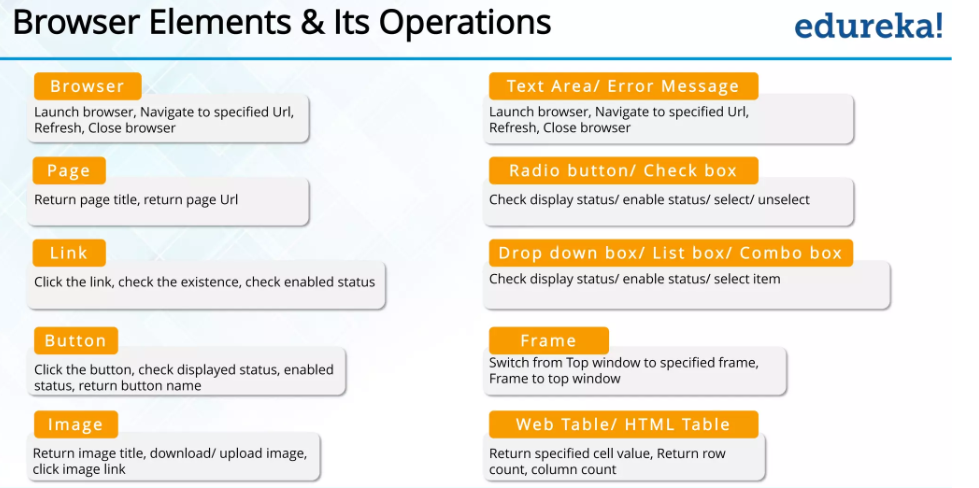 Browser Elements & Its Operations
edureka!
Browser
Launch browser, Navigate to specified Url,
Refresh, Close browser
Page
Return page title, return page Url
Link
Click the link, check the existence, check enabled status
Button
Click the button, check displayed status, enabled
status, return button name
Image
Return image title, download/ upload image,
click image link
Text Area/ Error Message
Launch browser, Navigate to specified Url,
Refresh, Close browser
Radio button/ Check box
Check display status/ enable status/ select/ unselect
Drop down box/ List box/ Combo box
Check display status/ enable status/ select item
Frame
Switch from Top window to specified frame,
Frame to top window
Web Table/ HTML Table
Return specified cell value, Return row
count, column count